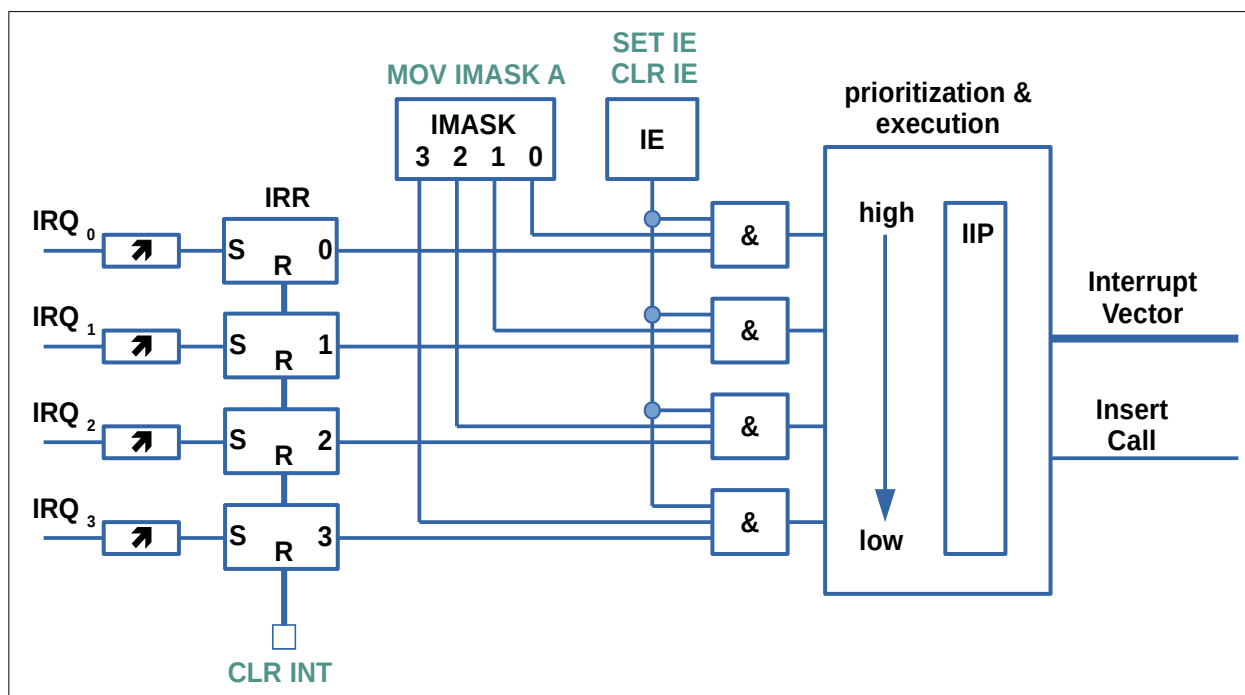 SET IE
CLR IE
MOV IMASK A
prioritization &
execution
IMASK
3 2 1 0
IE
IRR
IRQ 0
S R 0
&
high
IIP
IRQ 1
S R 1
&
Interrupt
Vector
IRQ 2
S R 2
&
Insert
Call
IRQ 3
S R 3
&
low
CLR INT